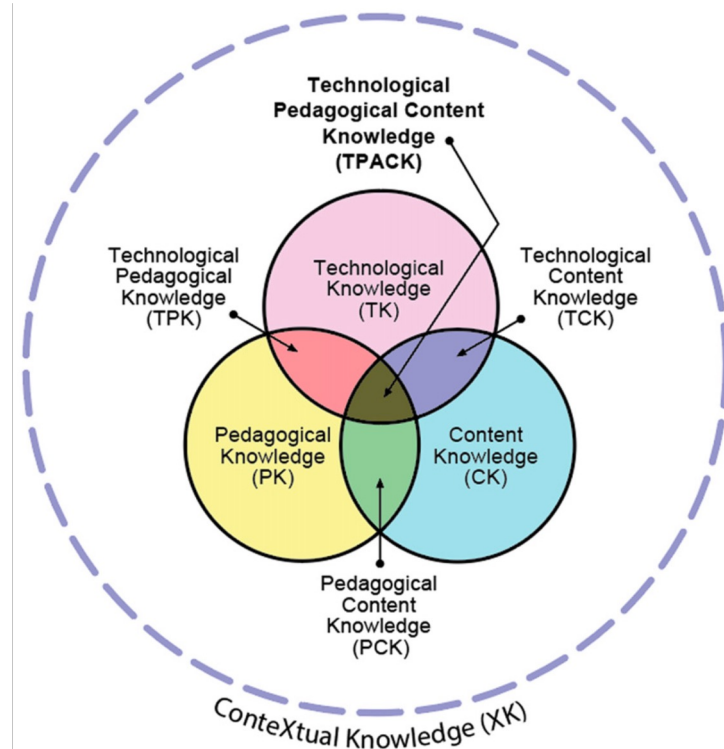 Technological
Pedagogical Content
Knowledge
(TPACK)
Technological
Pedagogical
Knowledge
(TPK)
Technological
Knowledge
(TK)
Technological
Content
Knowledge
(TCK)
Pedagogical
Knowledge
(PK)
Content
Knowledge
(CK)
Pedagogical
Content
Knowledge
(PCK)
ConteXtual Knowledge (XK)